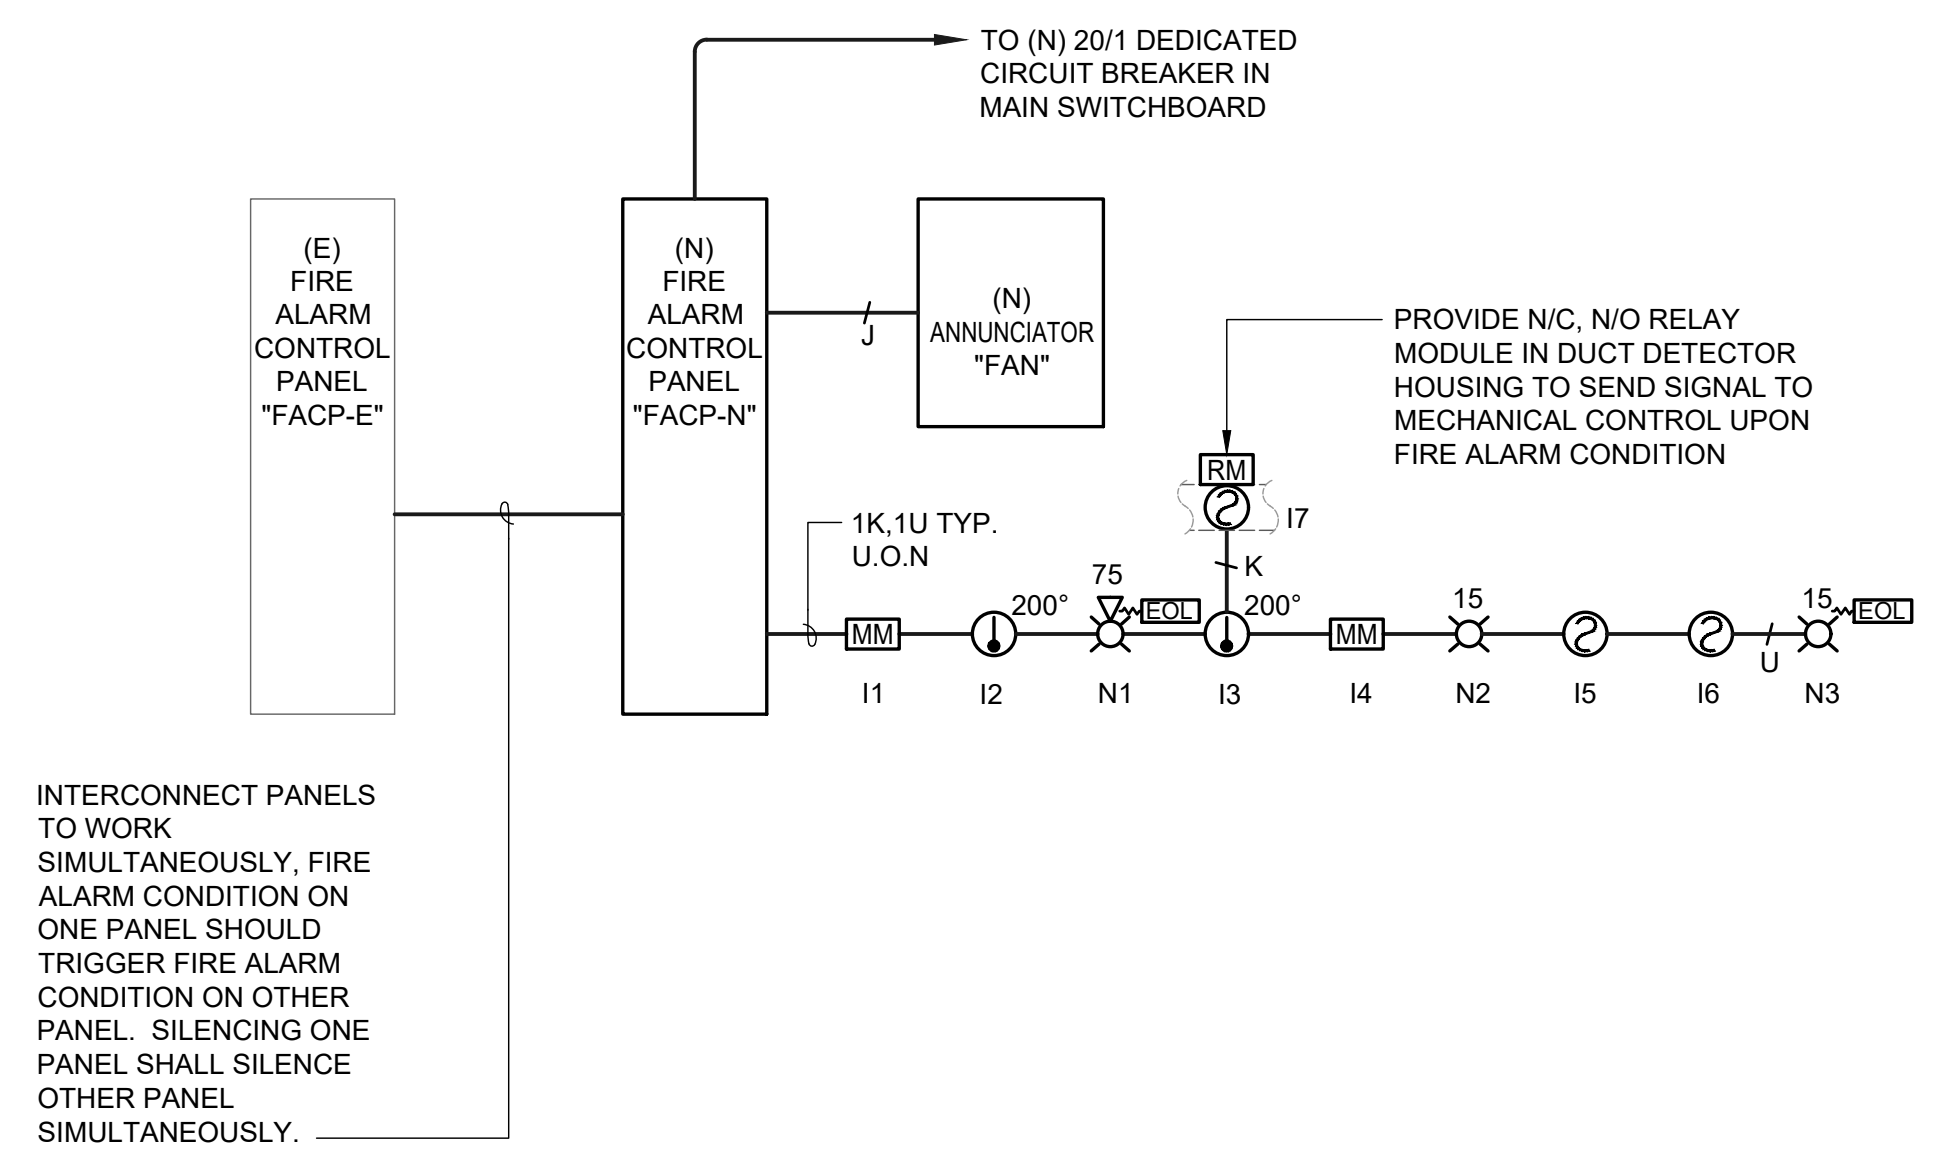 TO (N) 20/1 DEDICATED
CIRCUIT BREAKER IN
MAIN SWITCHBOARD
(E)
FIRE
ALARM
CONTROL
PANEL
"FACP-E"
(N)
FIRE
ALARM
CONTROL
PANEL
"FACP-N"
J
(N)
ANNUNCIATOR
"FAN"
PROVIDE N/C, N/O RELAY
MODULE IN DUCT DETECTOR
HOUSING TO SEND SIGNAL TO
MECHANICAL CONTROL UPON
FIRE ALARM CONDITION
RM
I7
K
1K,1U TYP.
U.O.N
MM
200°
75
EOL
200°
MM
15
U
15
EOL
I1
I2
N1
I3
I4
N2
I5
I6
N3
INTERCONNECT PANELS
TO WORK
SIMULTANEOUSLY, FIRE
ALARM CONDITION ON
ONE PANEL SHOULD
TRIGGER FIRE ALARM
CONDITION ON OTHER
PANEL.  SILENCING ONE
PANEL SHALL SILENCE
OTHER PANEL
SIMULTANEOUSLY.